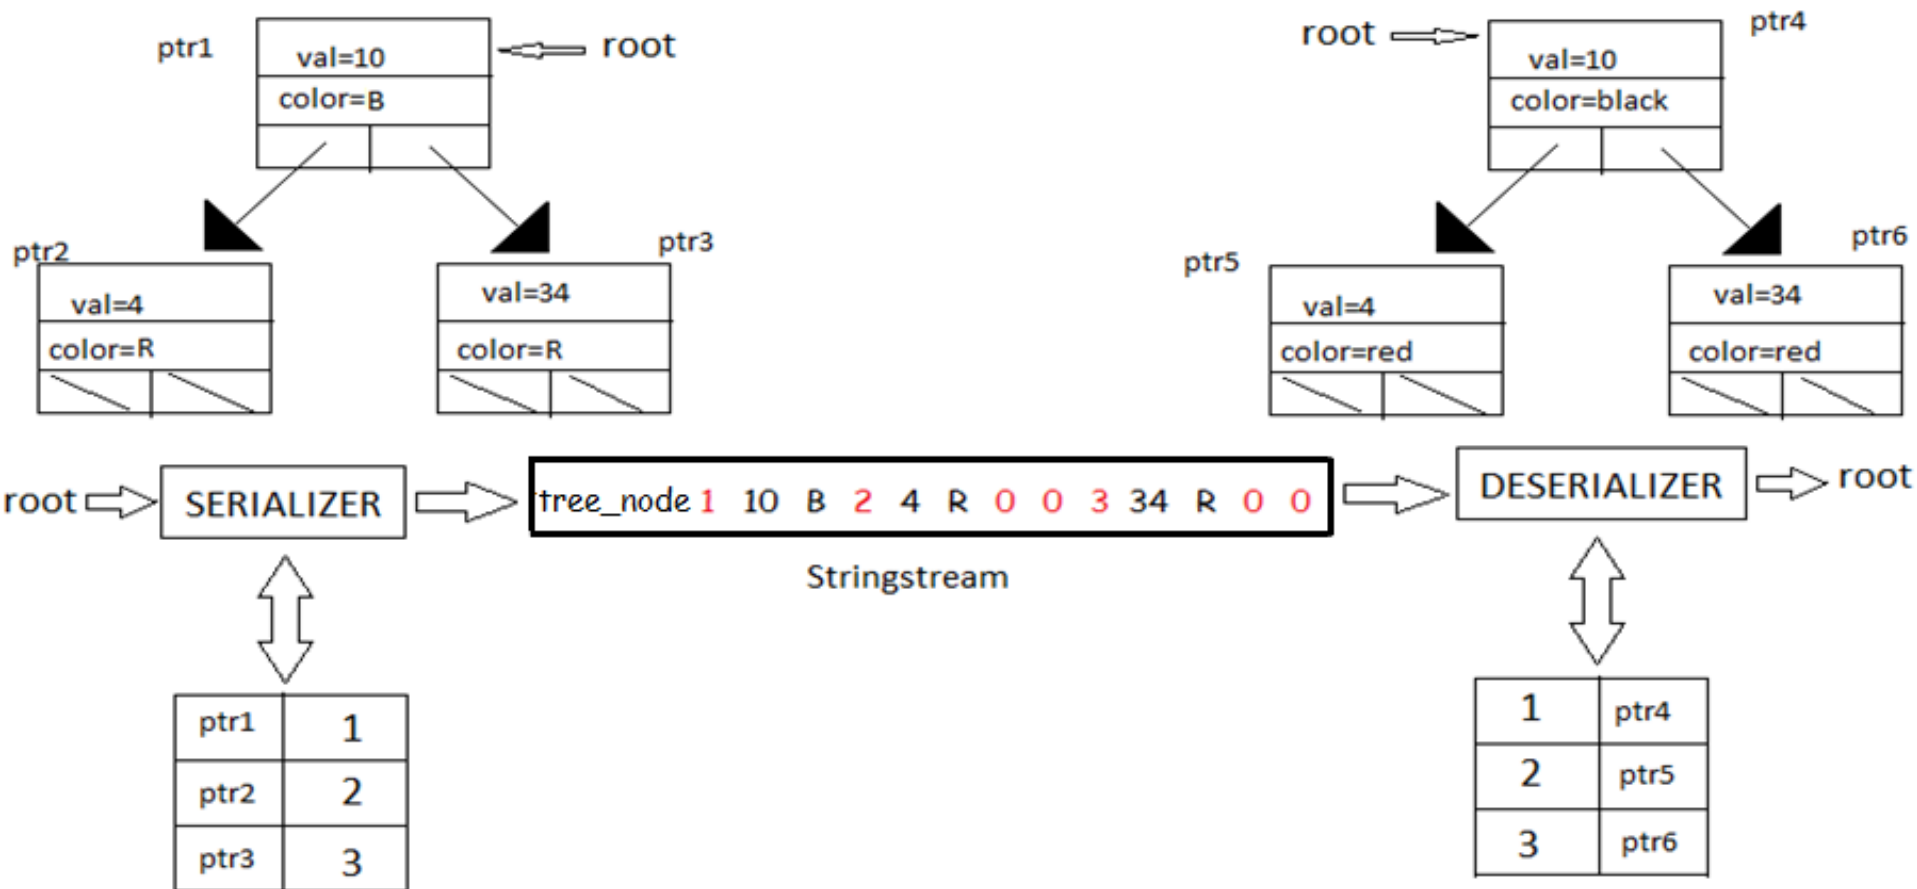 ptr1
val=10
root
color=B
ptr2
val=4
color=R
ptr3
val=34
color=R
root
val=10
ptr4
color=black
ptr5
val=4
color=red
ptr6
val=34
color=red
root
SERIALIZER
tree_node 1 10 B 2 4 R 0 0 3 34 R 0 0
Stringstream
DESERIALIZER
root
ptr1 1
ptr2 2
ptr3 3
1 ptr4
2 ptr5
3 ptr6